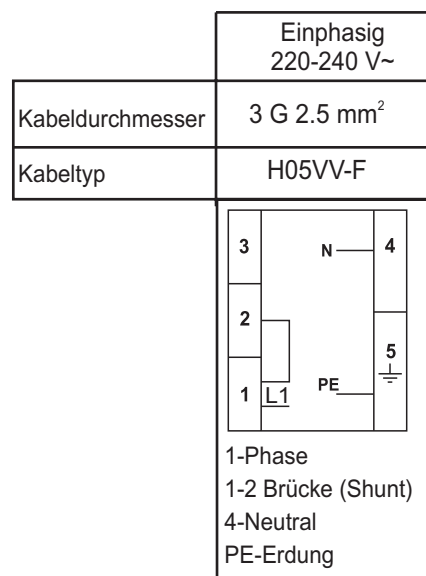 Einphasig
220-240 V~
Kabeldurchmesser 3 G 2.5 mm²
Kabeltyp H05VV-F
3 N 4
2
5
1 L1 PE
1-Phase
1-2 Brücke (Shunt)
4-Neutral
PE-Erdung